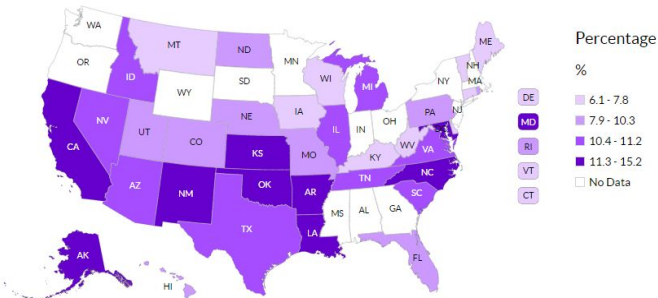 WA
ME
MT
ND
MN
OR
NH
ID
WI
NY
MA
SD
MI
WY
PA
NJ
IA
NE
OH
NV
IL
IN
UT
WV
CO
VA
CA
KS
MO
KY
NC
TN
AZ
OK
NM
AR
SC
MS
AL
GA
TX
LA
AK
FL
HI
DE
MD
RI
VT
CT
Percentage
%
6.1 - 7.8
7.9 - 10.3
10.4 - 11.2
11.3 - 15.2
No Data